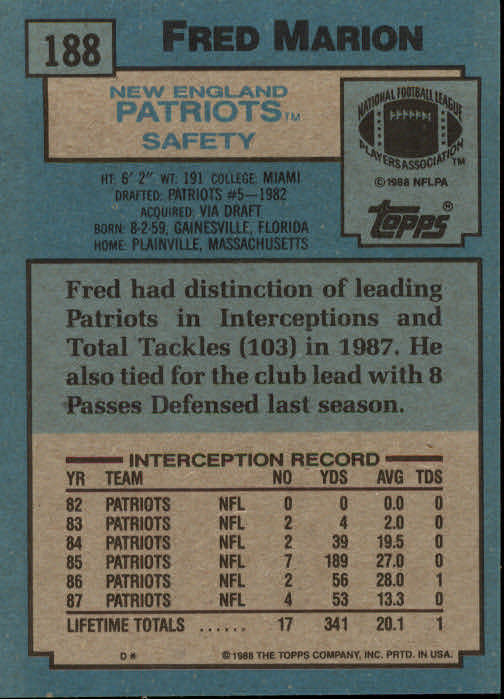 188
FRED MARION
NEW ENGLAND
PATRIOTS™
SAFETY
NATIONAL FOOTBALL LEAGUE
PLAYERS ASSOCIATION™
©1988 NFLPA
Topps®
HT: 6' 2" WT: 191 COLLEGE: MIAMI
DRAFTED: PATRIOTS #5—1982
ACQUIRED: VIA DRAFT
BORN: 8-2-59, GAINESVILLE, FLORIDA
HOME: PLAINVILLE, MASSACHUSETTS
Fred had distinction of leading
Patriots in Interceptions and
Total Tackles (103) in 1987. He
also tied for the club lead with 8
Passes Defensed last season.
INTERCEPTION RECORD
YR TEAM NO YDS AVG TDS
82 PATRIOTS NFL 0 0 0.0 0
83 PATRIOTS NFL 2 4 2.0 0
84 PATRIOTS NFL 2 39 19.5 0
85 PATRIOTS NFL 7 189 27.0 0
86 PATRIOTS NFL 2 56 28.0 1
87 PATRIOTS NFL 4 53 13.3 0
LIFETIME TOTALS ...... 17 341 20.1 1
D* ©1988 THE TOPPS COMPANY, INC. PRTD. IN USA.